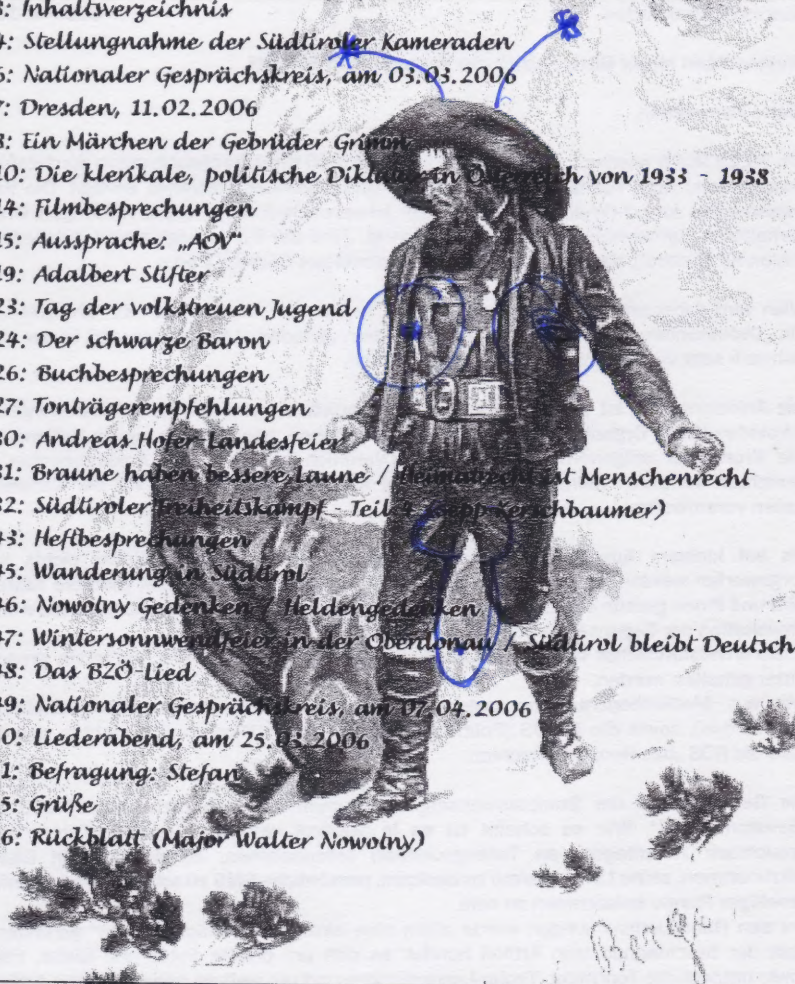 3: Inhaltsverzeichnis
4: Stellungnahme der Südtiroler Kameraden
6: Nationaler Gesprächskreis, am 03.03.2006
7: Dresden, 11.02.2006
8: Ein Märchen der Gebrüder Grimm
10: Die klerikale, politische Diktatur in Österreich von 1933 - 1938
14: Filmbesprechungen
15: Aussprache: „AOV“
19: Adalbert Stifter
23: Tag der volkstreuen Jugend
24: Der schwarze Baron
26: Buchbesprechungen
27: Tonträgerempfehlungen
30: Andreas Hofer-Landesfeier
31: Braune haben bessere Laune / Heimatrecht ist Menschenrecht
32: Südtiroler Freiheitskampf - Teil 4 (Sepp Kerschbaumer)
43: Heftbesprechungen
45: Wanderung in Südtirol
46: Nowotny Gedenken / Heldengedenken
47: Wintersonnwendfeier in der Oberdonau / Südtirol bleibt Deutsch
48: Das BZÖ-Lied
49: Nationaler Gesprächskreis, am 07.04.2006
0: Liederabend, am 25.03.2006
1: Befragung: Stefan
5: Grüße
6: Rückblatt (Major Walter Nowotny)